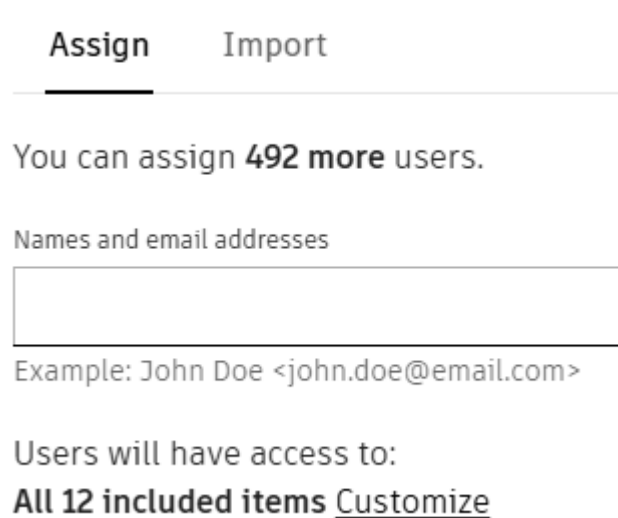 Assign Import
You can assign 492 more users.
Names and email addresses
Example: John Doe <john.doe@email.com>
Users will have access to:
All 12 included items Customize